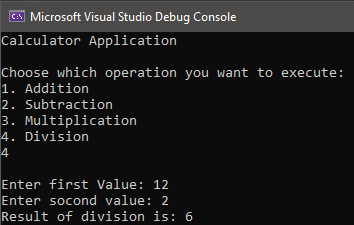 Microsoft Visual Studio Debug Console
Calculator Application
Choose which operation you want to execute:
1. Addition
2. Subtraction
3. Multiplication
4. Division
4
Enter first Value: 12
Enter socond value: 2
Result of division is: 6